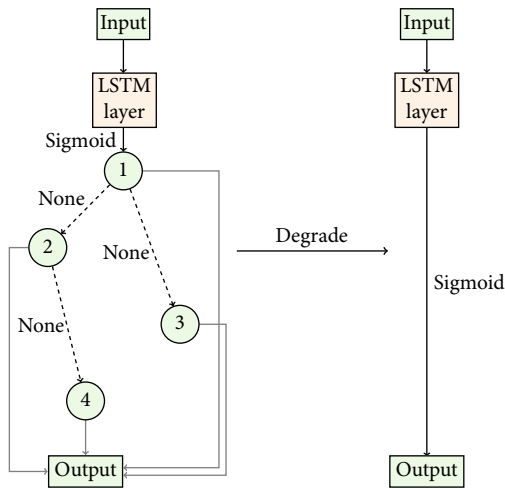 Input
LSTM
layer
Sigmoid
1
None
2
None
3
None
4
Output
Degrade
Input
LSTM
layer
Sigmoid
Output